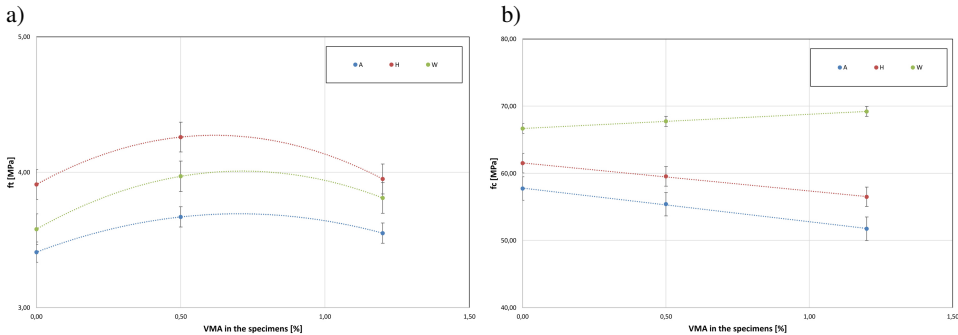 a)
5,00
4,00
3,00
ft [MPa]
A H W
0,00 0,50 1,00 1,50
VMA in the specimens [%]
b)
80,00
70,00
60,00
50,00
40,00
fc [MPa]
A H W
0,00 0,50 1,00 1,50
VMA in the specimens [%]